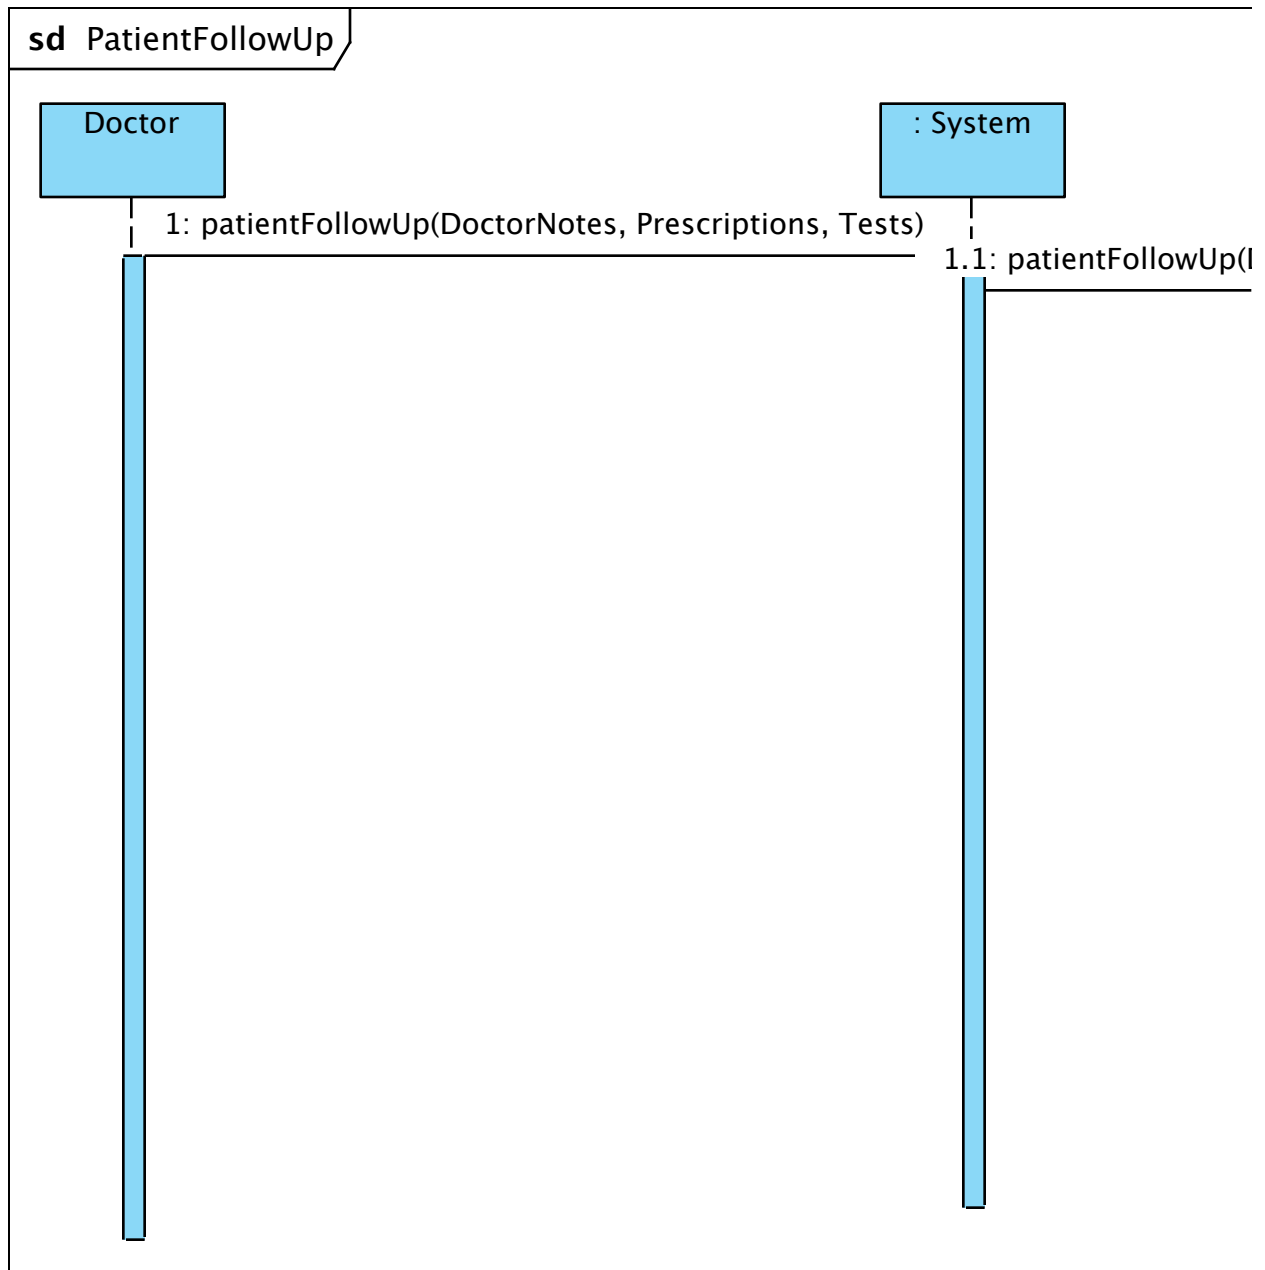 sd PatientFollowUp
Doctor
: System
1: patientFollowUp(DoctorNotes, Prescriptions, Tests)
1.1: patientFollowUp(